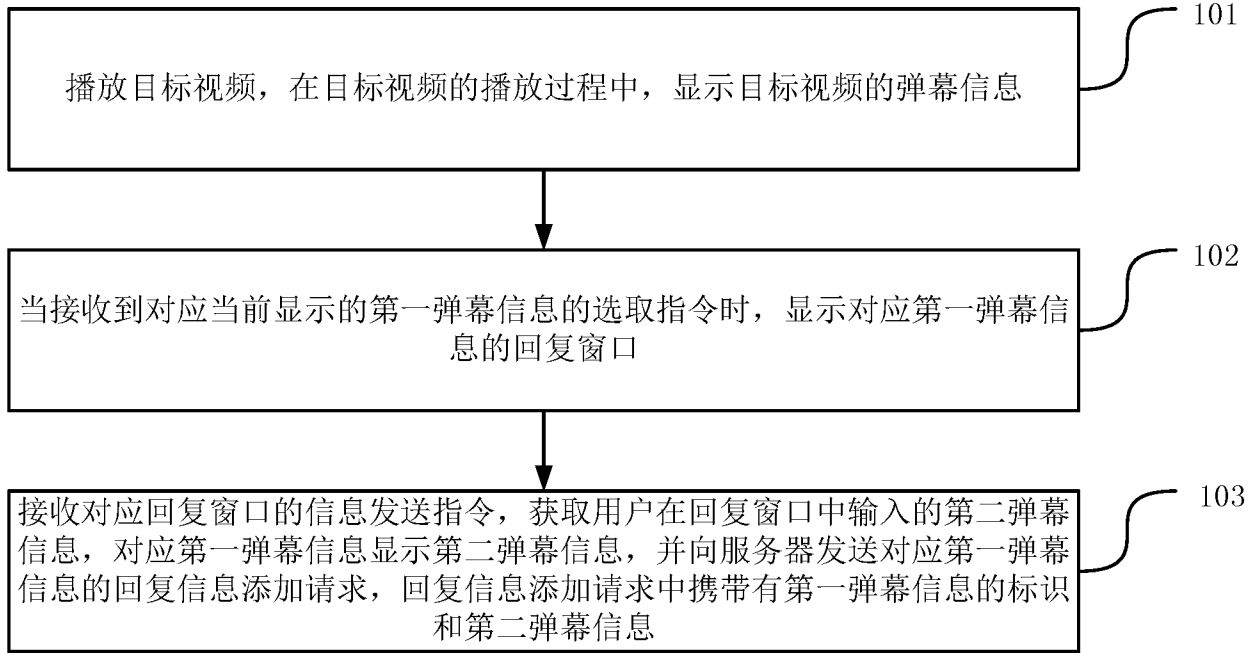 101
播放目标视频，在目标视频的播放过程中，显示目标视频的弹幕信息
102
当接收到对应当前显示的第一弹幕信息的选取指令时，显示对应第一弹幕信
息的回复窗口
103
接收对应回复窗口的信息发送指令，获取用户在回复窗口中输入的第二弹幕
信息，对应第一弹幕信息显示第二弹幕信息，并向服务器发送对应第一弹幕
信息的回复信息添加请求，回复信息添加请求中携带有第一弹幕信息的标识
和第二弹幕信息